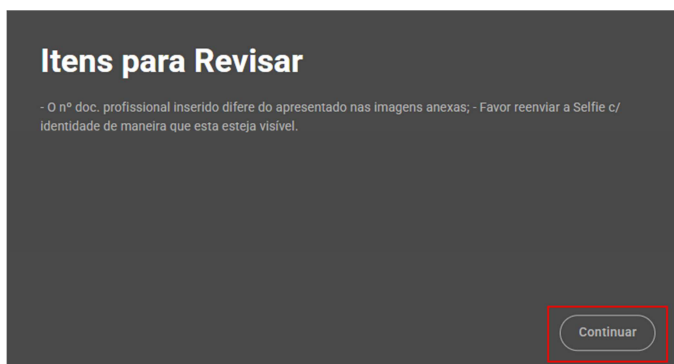 Itens para Revisar
- O nº doc. profissional inserido difere do apresentado nas imagens anexas; - Favor reenviar a Selfie c/
identidade de maneira que esta esteja visível.
Continuar